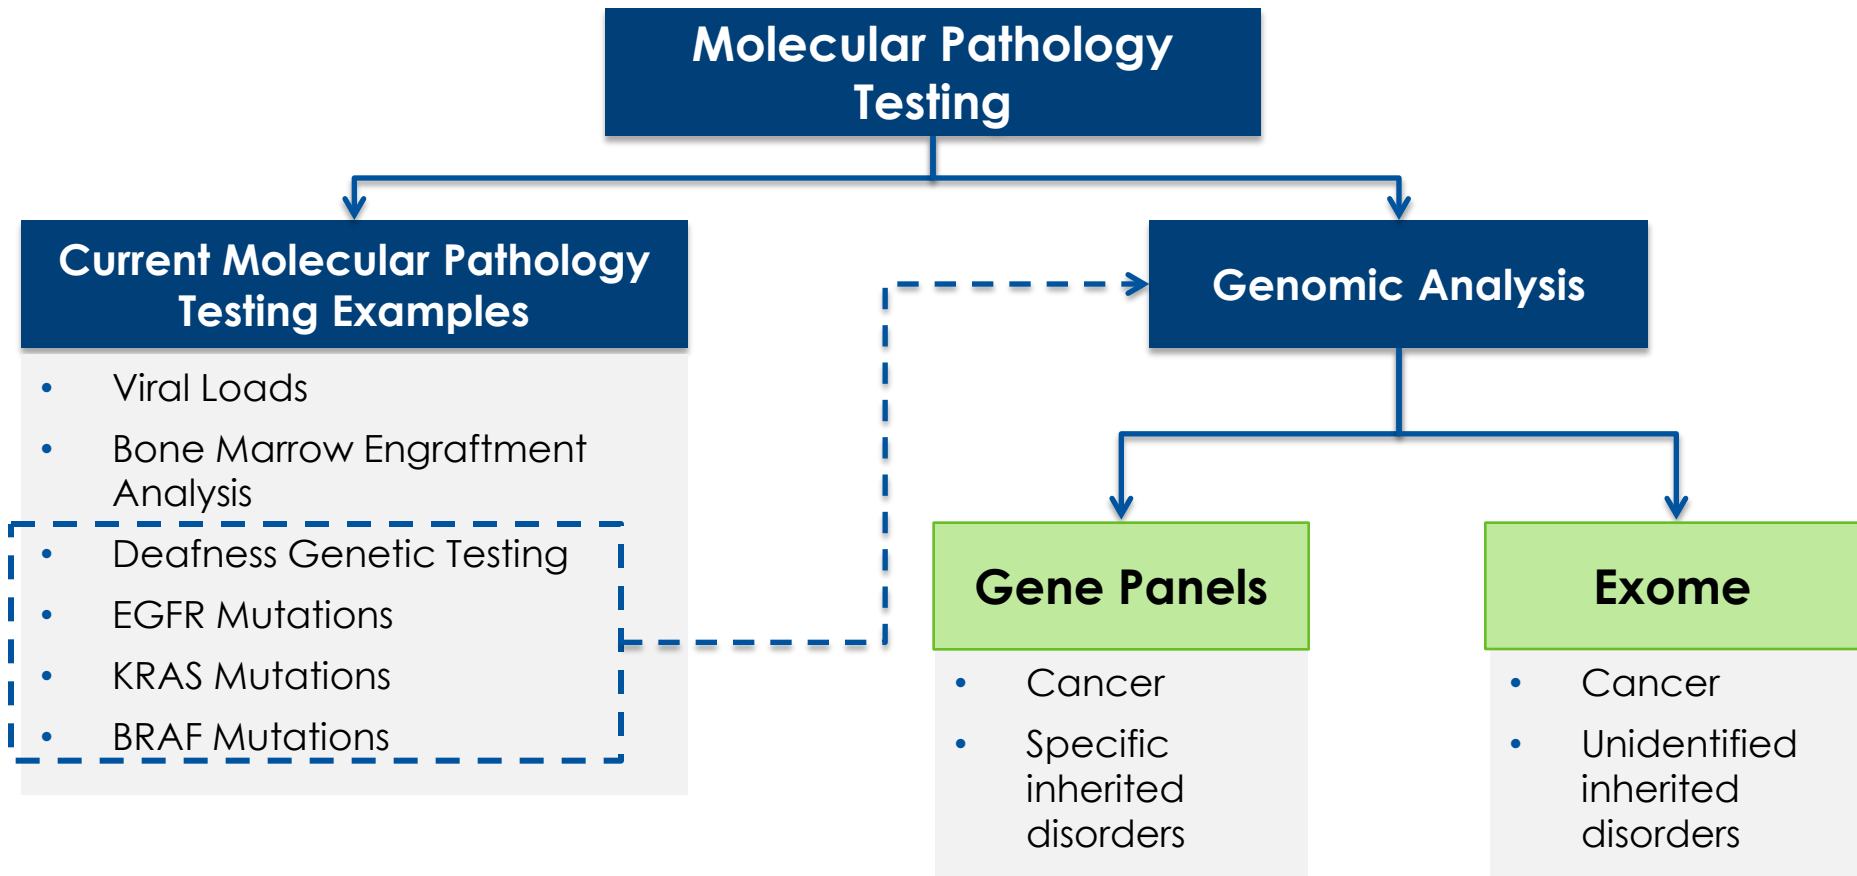 Molecular Pathology
Testing
Current Molecular Pathology
Testing Examples
• Viral Loads
• Bone Marrow Engraftment
Analysis
• Deafness Genetic Testing
• EGFR Mutations
• KRAS Mutations
• BRAF Mutations
Genomic Analysis
Gene Panels
• Cancer
• Specific
inherited
disorders
Exome
• Cancer
• Unidentified
inherited
disorders